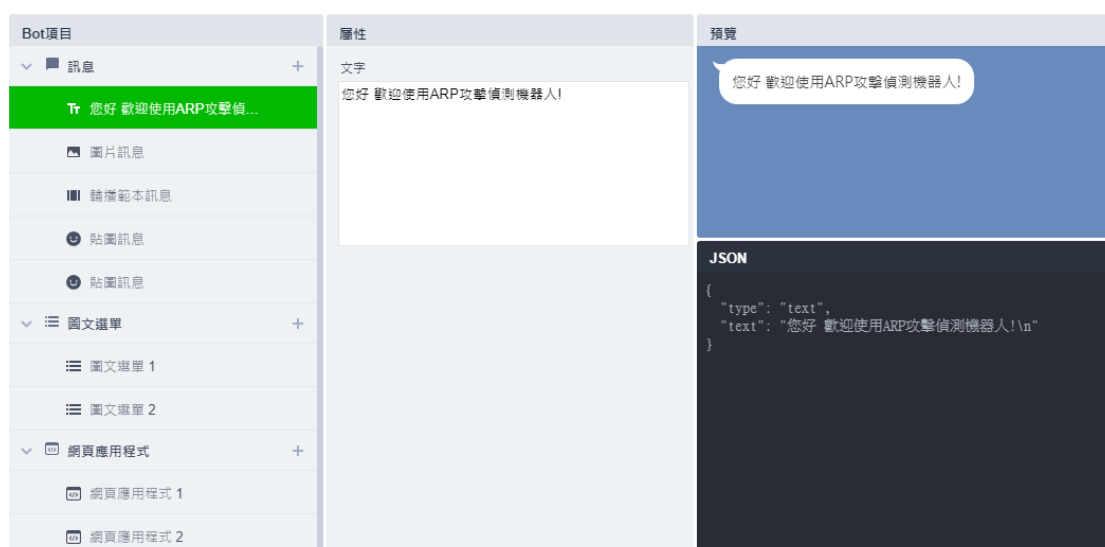 Bot項目
訊息
+
Tт 您好 歡迎使用ARP攻擊偵...
圖片訊息
輪播範本訊息
貼圖訊息
貼圖訊息
圖文選單
+
圖文選單 1
圖文選單 2
網頁應用程式
+
網頁應用程式 1
網頁應用程式 2
屬性
文字
您好 歡迎使用ARP攻擊偵測機器人!
預覽
您好 歡迎使用ARP攻擊偵測機器人!
JSON
{
"type": "text",
"text": "您好 歡迎使用ARP攻擊偵測機器人!\n"
}